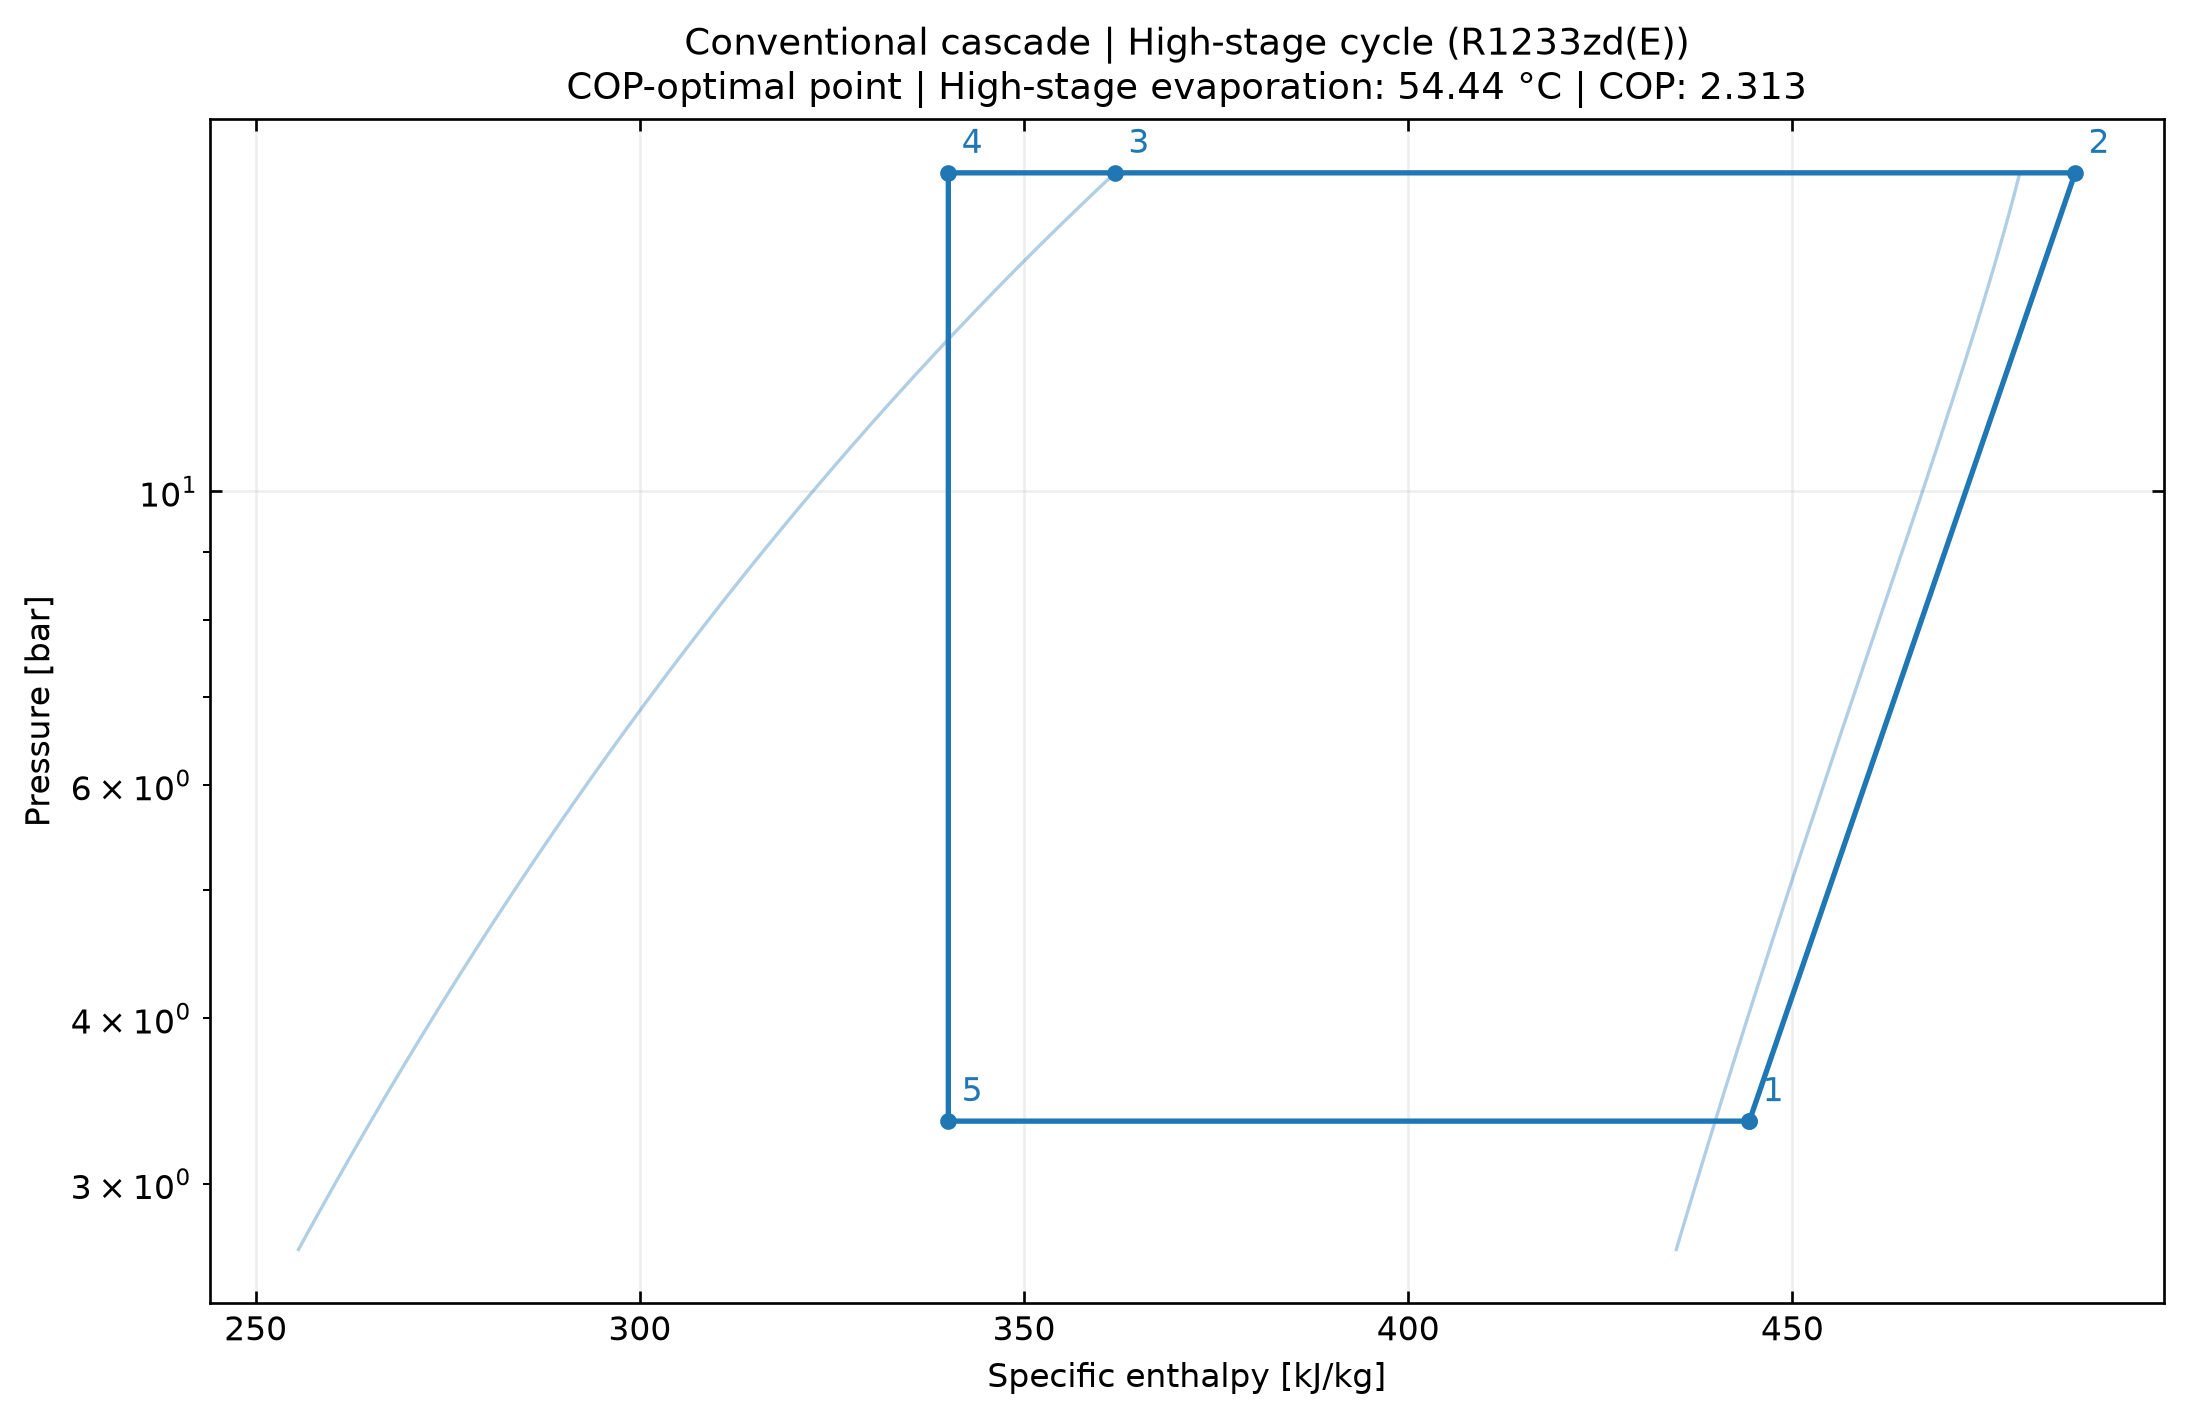 Conventional cascade | High-stage cycle (R1233zd(E))
COP-optimal point | High-stage evaporation: 54.44 °C | COP: 2.313
4
3
2
10¹
Pressure [bar]
6 × 10⁰
4 × 10⁰
5
1
3 × 10⁰
250
300
350
400
450
Specific enthalpy [kJ/kg]